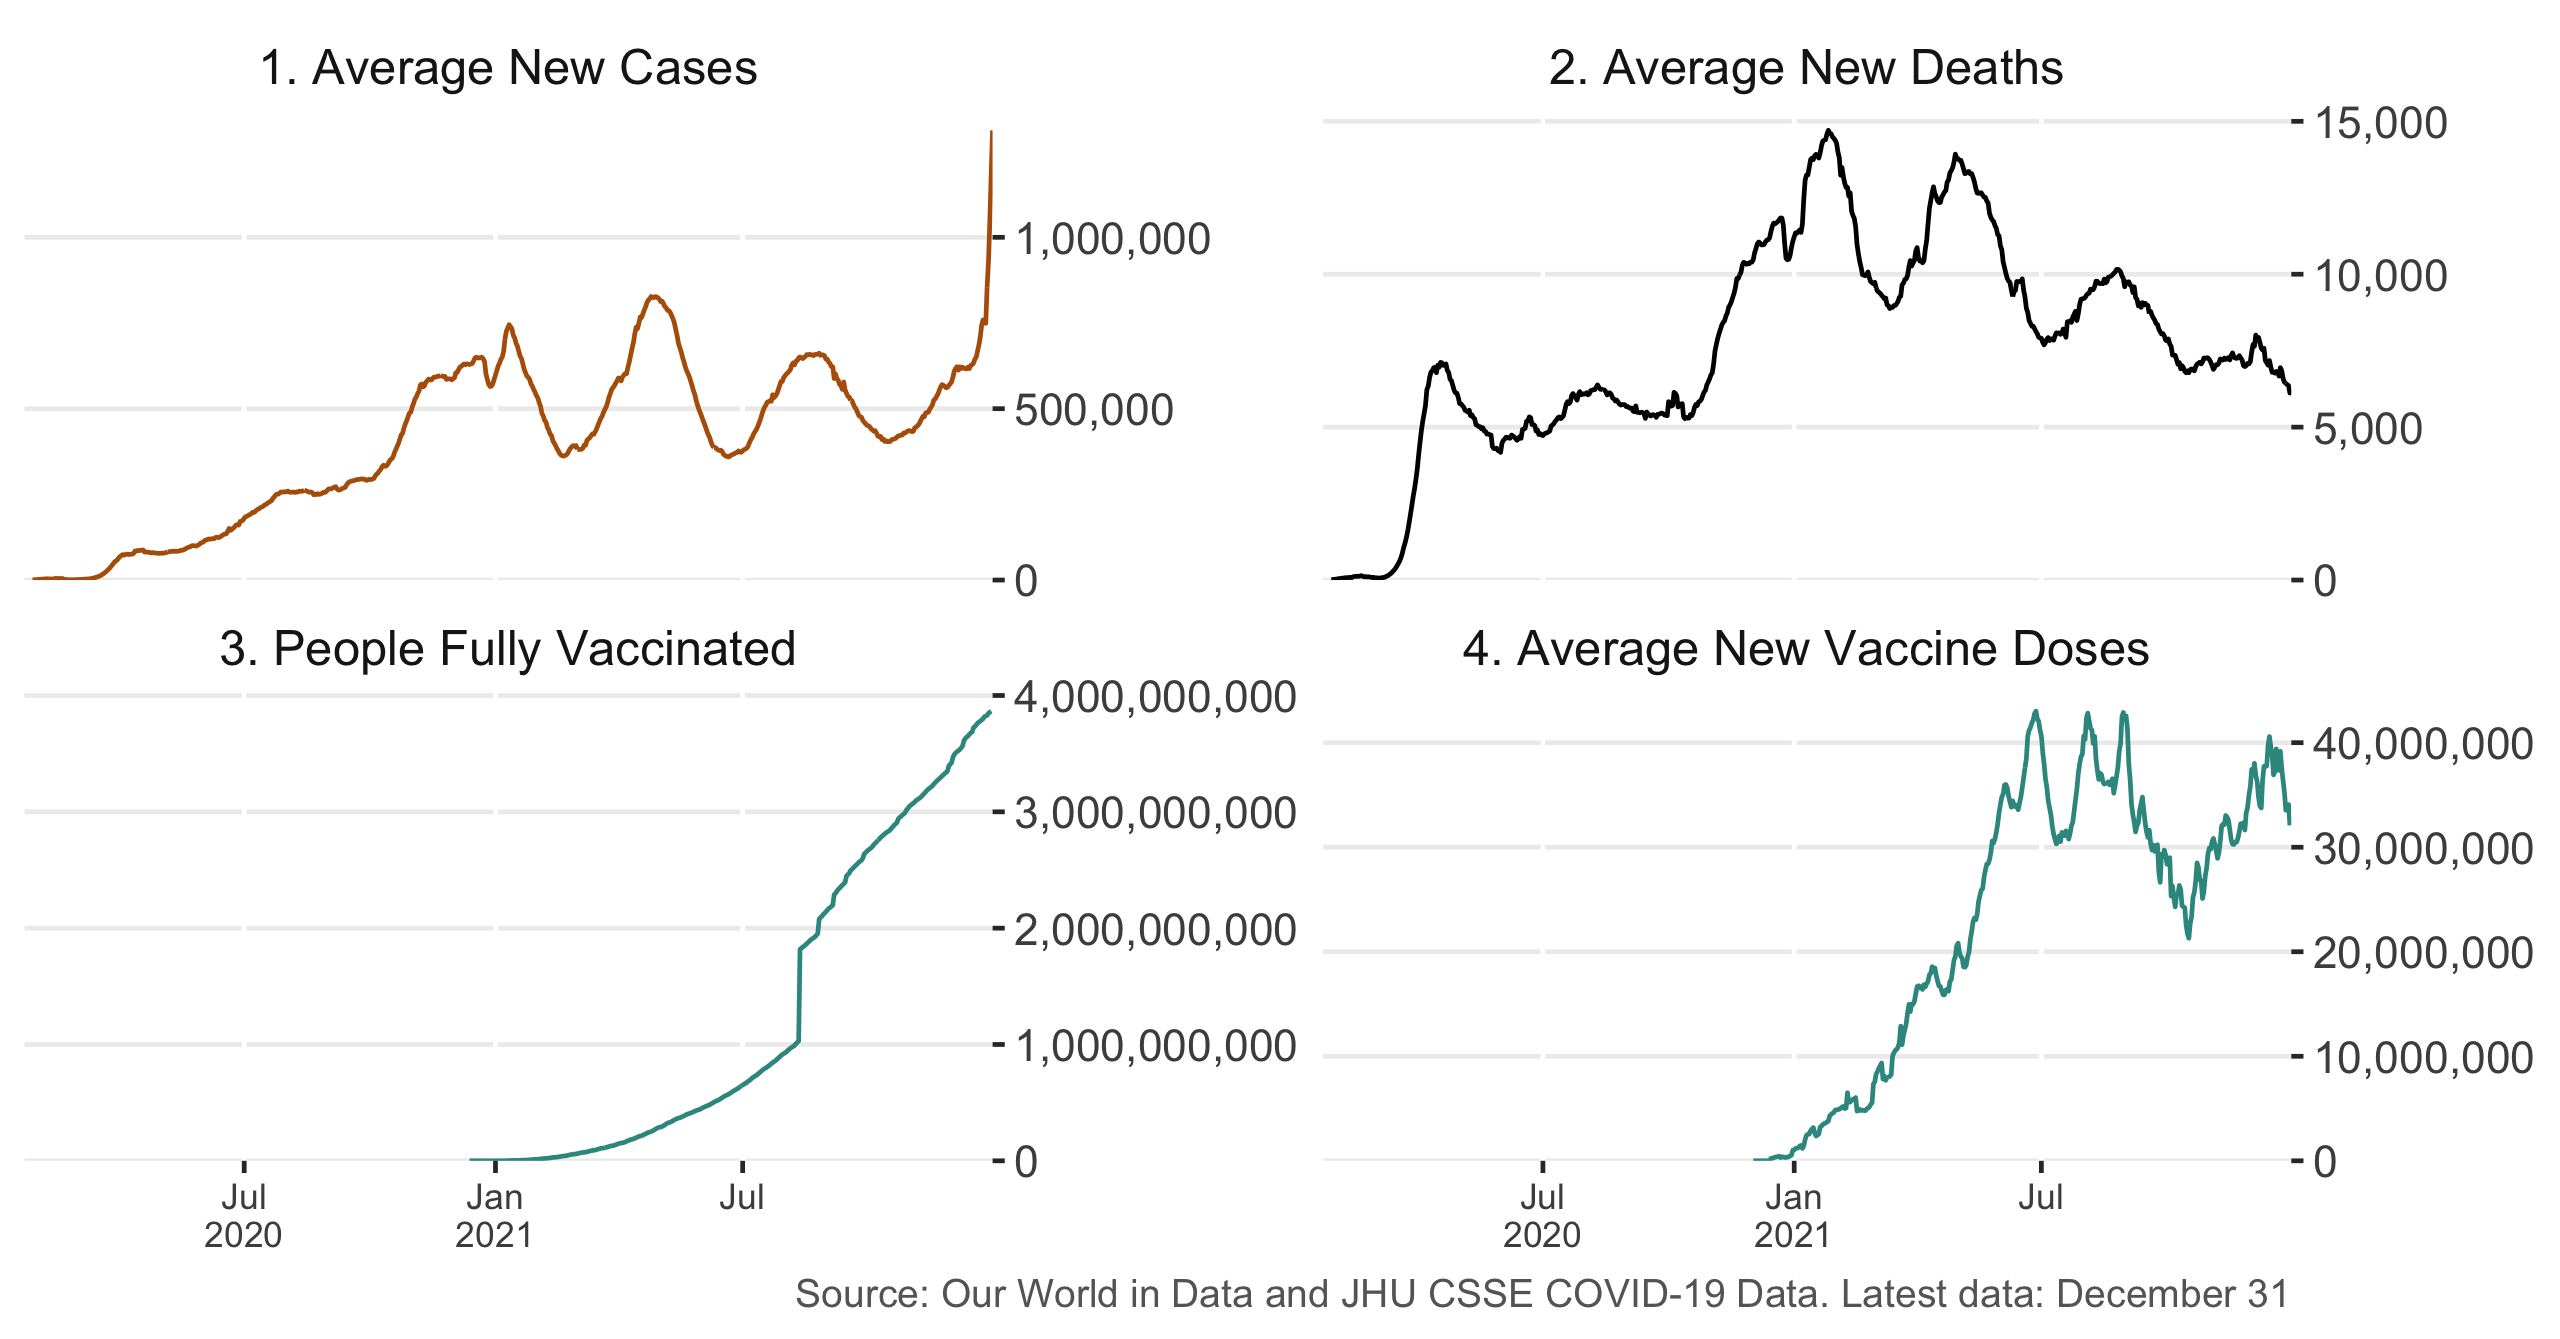 1. Average New Cases
1,000,000
500,000
0
2. Average New Deaths
15,000
10,000
5,000
0
3. People Fully Vaccinated
4,000,000,000
3,000,000,000
2,000,000,000
1,000,000,000
0
Jul
2020
Jan
2021
Jul
4. Average New Vaccine Doses
40,000,000
30,000,000
20,000,000
10,000,000
0
Jul
2020
Jan
2021
Jul
Source: Our World in Data and JHU CSSE COVID-19 Data. Latest data: December 31